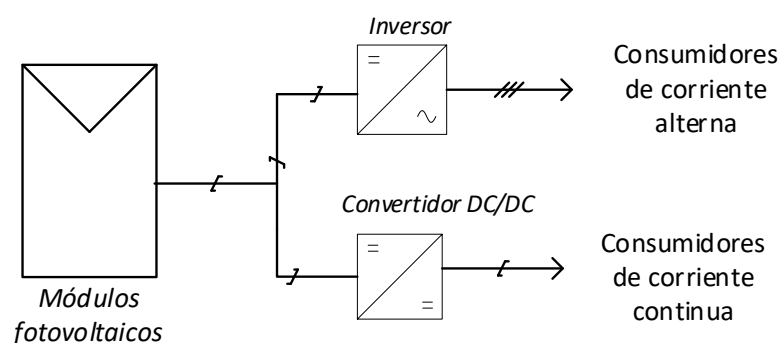 Inversor
Consumidores
de corriente
alterna
Convertidor DC/DC
Consumidores
de corriente
continua
Módulos
fotovoltaicos